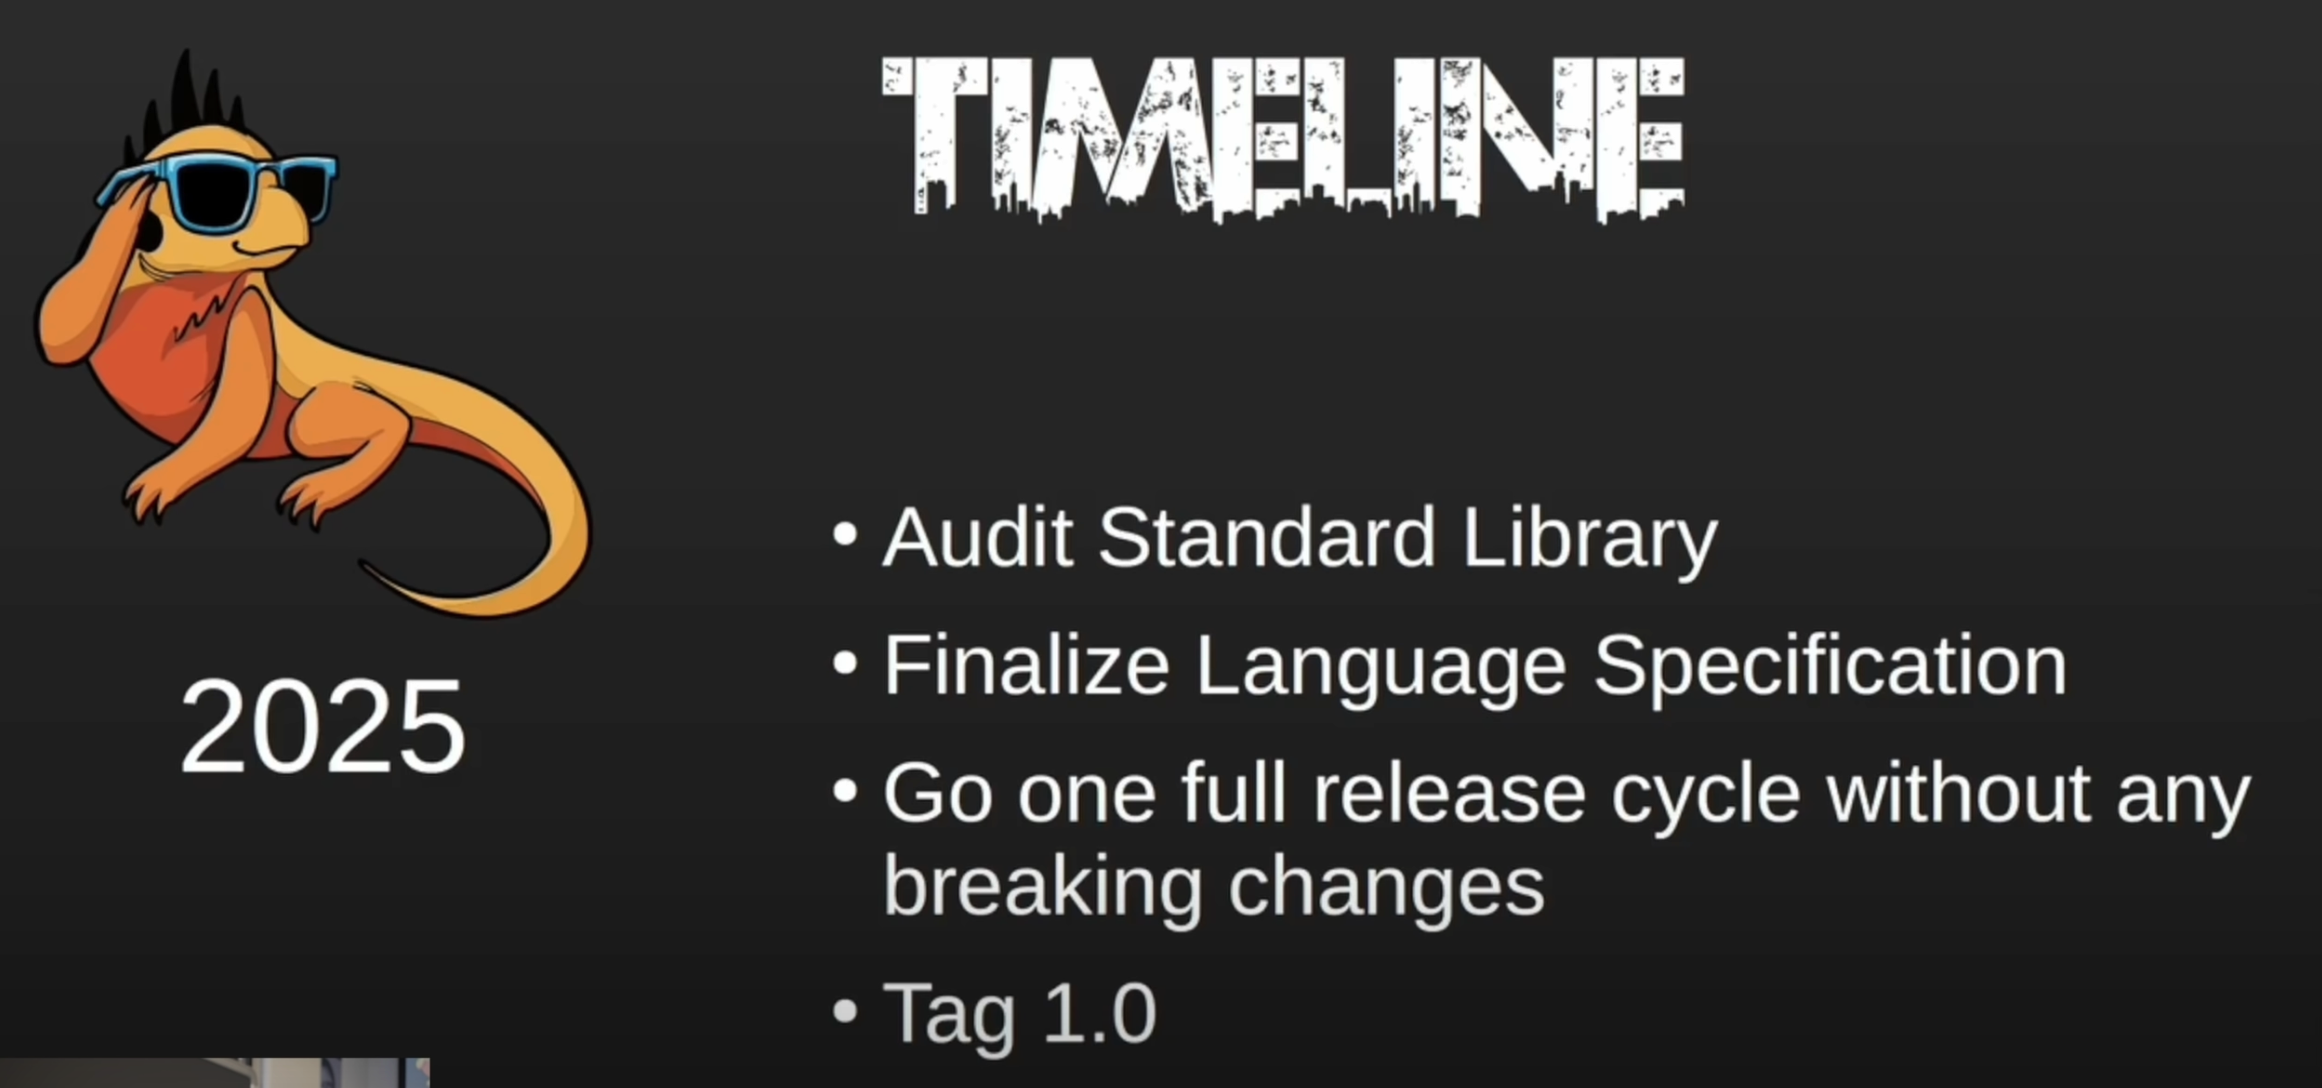 TIMELINE
2025
• Audit Standard Library
• Finalize Language Specification
• Go one full release cycle without any
breaking changes
• Tag 1.0